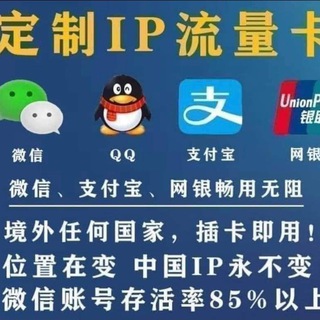 定制IP流量卡
UnionP
银联
微信
QQ
支付宝
网银
微信、支付宝、网银畅用无阻
境外任何国家，插卡即用！
位置在变 中国IP永不变
微信账号存活率85%以上